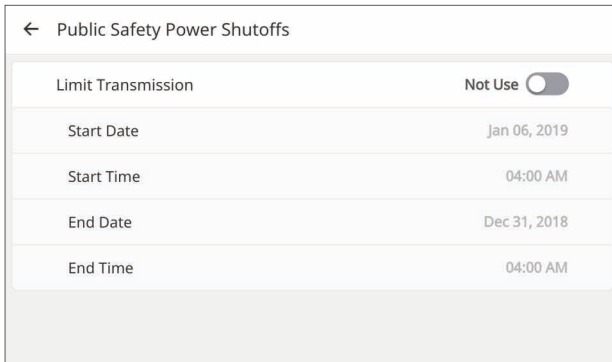 ← Public Safety Power Shutoffs
Limit Transmission Not Use
Start Date Jan 06, 2019
Start Time 04:00 AM
End Date Dec 31, 2018
End Time 04:00 AM